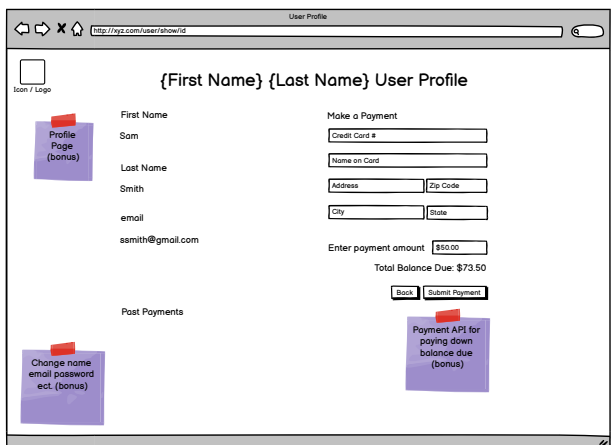 User Profile
http://xyz.com/user/show/id
Icon / Logo
{First Name} {Last Name} User Profile
Profile
Page
(bonus)
First Name
Sam
Last Name
Smith
email
ssmith@gmail.com
Past Payments
Make a Payment
Credit Card #
Name on Card
Address
Zip Code
City
State
Enter payment amount
$50.00
Total Balance Due: $73.50
Back
Submit Payment
Payment API for
paying down
balance due
(bonus)
Change name
email password
ect. (bonus)